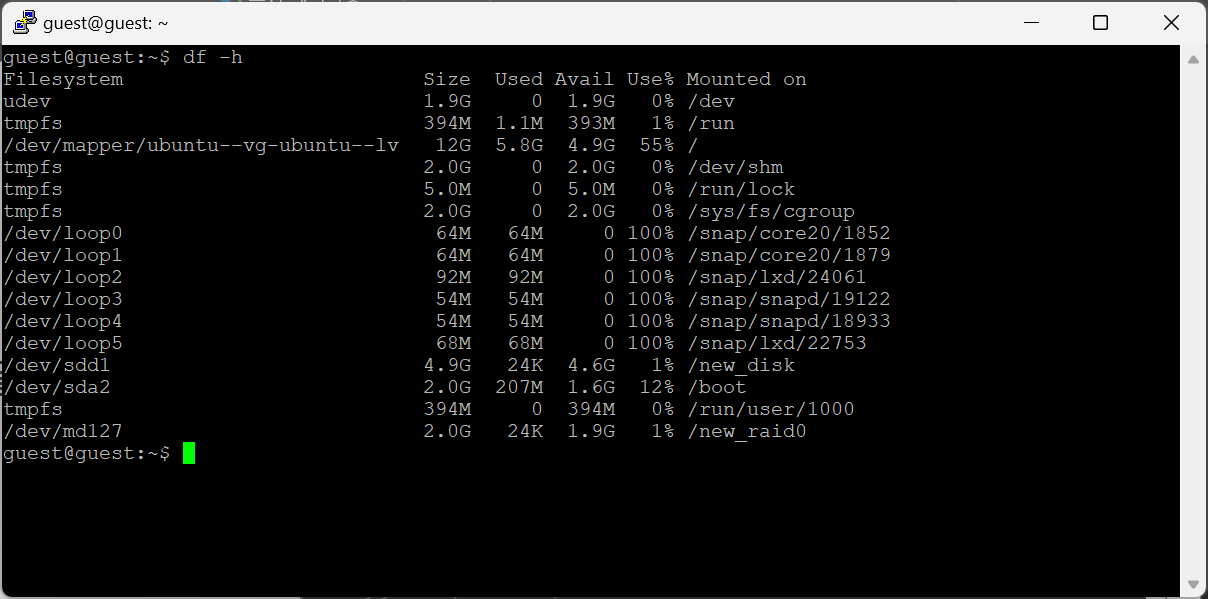 guest@guest: ~
guest@guest:~$ df -h
Filesystem                         Size  Used Avail Use% Mounted on
udev                               1.9G     0  1.9G   0% /dev
tmpfs                              394M  1.1M  393M   1% /run
/dev/mapper/ubuntu--vg-ubuntu--lv   12G  5.8G  4.9G  55% /
tmpfs                              2.0G     0  2.0G   0% /dev/shm
tmpfs                              5.0M     0  5.0M   0% /run/lock
tmpfs                              2.0G     0  2.0G   0% /sys/fs/cgroup
/dev/loop0                          64M   64M     0 100% /snap/core20/1852
/dev/loop1                          64M   64M     0 100% /snap/core20/1879
/dev/loop2                          92M   92M     0 100% /snap/lxd/24061
/dev/loop3                          54M   54M     0 100% /snap/snapd/19122
/dev/loop4                          54M   54M     0 100% /snap/snapd/18933
/dev/loop5                          68M   68M     0 100% /snap/lxd/22753
/dev/sdd1                          4.9G   24K  4.6G   1% /new_disk
/dev/sda2                          2.0G  207M  1.6G  12% /boot
tmpfs                              394M     0  394M   0% /run/user/1000
/dev/md127                         2.0G   24K  1.9G   1% /new_raid0
guest@guest:~$